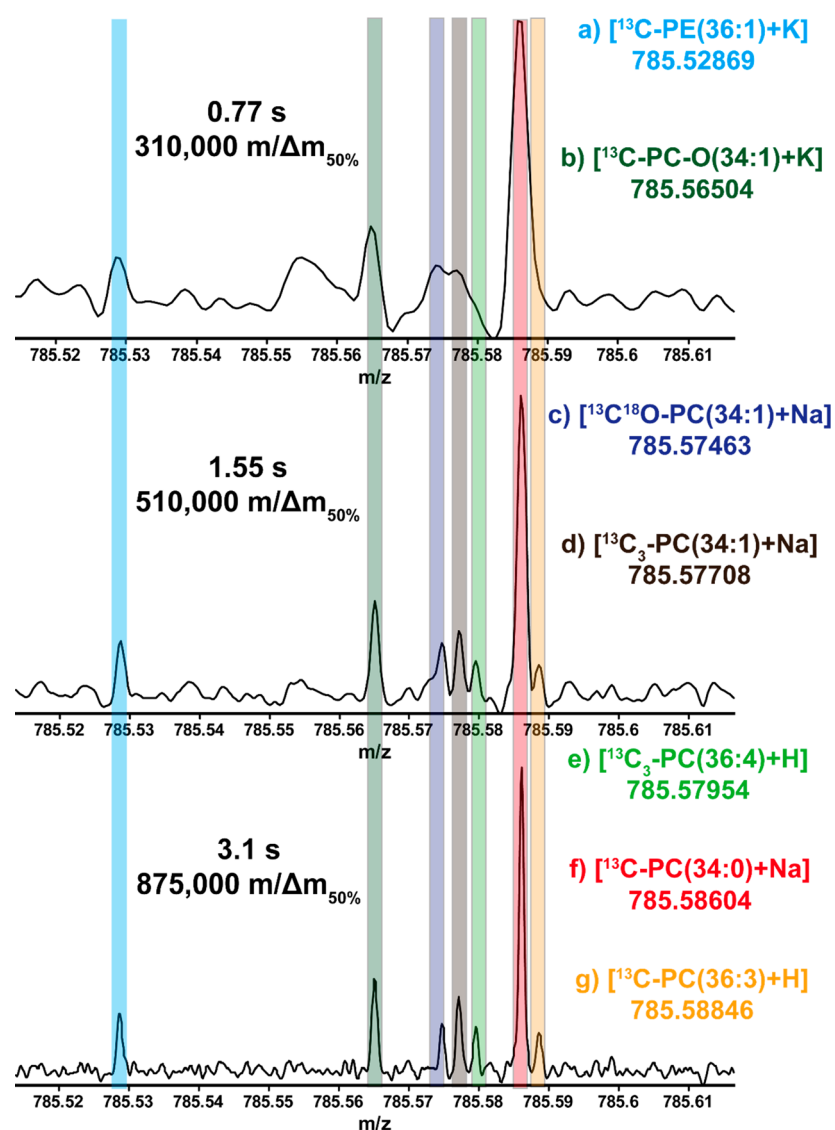 a) [¹³C-PE(36:1)+K]
785.52869
0.77 s
310,000 m/Δm₅₀%
b) [¹³C-PC-O(34:1)+K]
785.56504
785.52 785.53 785.54 785.55 785.56 785.57 785.58 785.59 785.6 785.61
m/z
c) [¹³C¹⁸O-PC(34:1)+Na]
785.57463
1.55 s
510,000 m/Δm₅₀%
d) [¹³C₃-PC(34:1)+Na]
785.57708
785.52 785.53 785.54 785.55 785.56 785.57 785.58 785.59 785.6 785.61
m/z
e) [¹³C₃-PC(36:4)+H]
785.57954
3.1 s
875,000 m/Δm₅₀%
f) [¹³C-PC(34:0)+Na]
785.58604
g) [¹³C-PC(36:3)+H]
785.58846
785.52 785.53 785.54 785.55 785.56 785.57 785.58 785.59 785.6 785.61
m/z